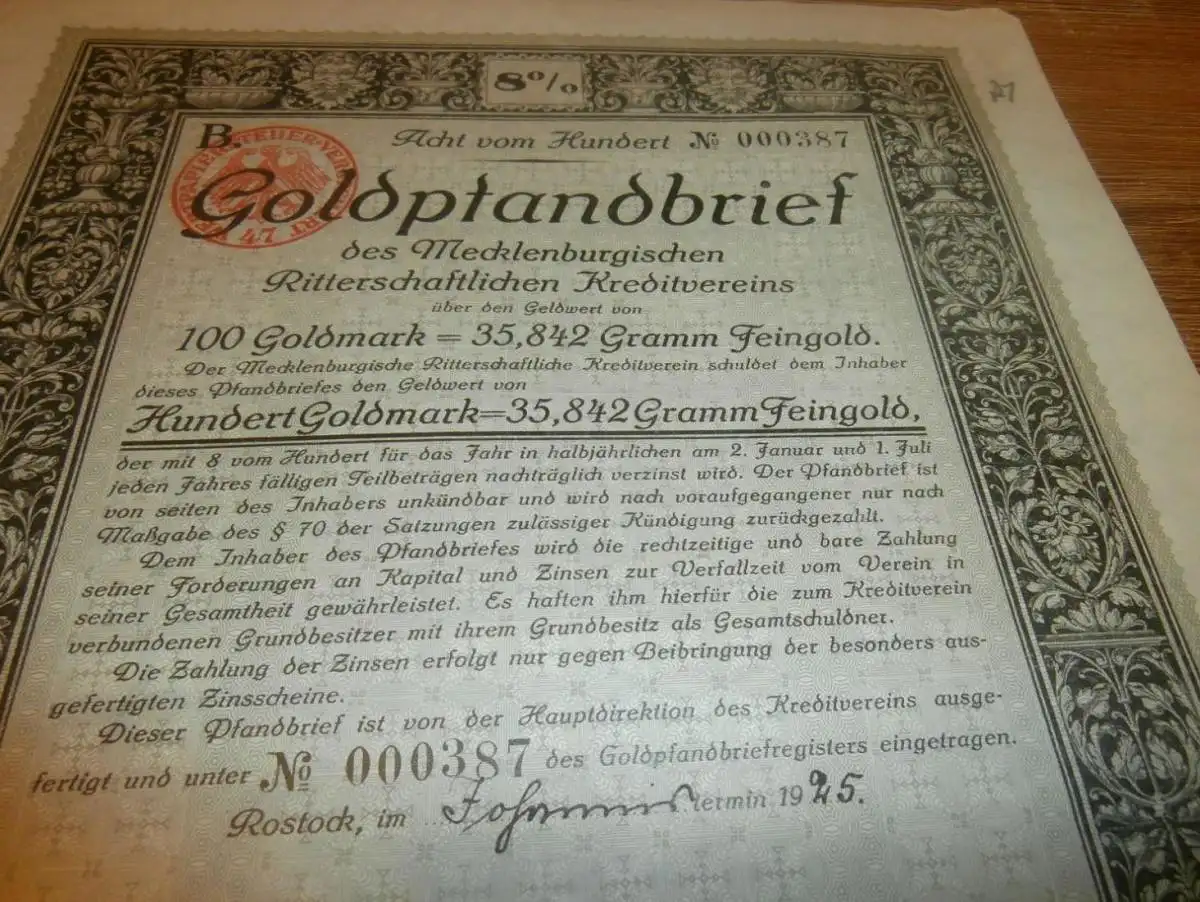 8%
B. Acht vom Hundert № 000387
Goldpfandbrief
des Mecklenburgischen
Ritterschaftlichen Kreditvereins
über den Geldwert von
100 Goldmark = 35,842 Gramm Feingold.
Der Mecklenburgische Ritterschaftliche Kreditverein schuldet dem Inhaber
dieses Pfandbriefes den Geldwert von
Hundert Goldmark=35,842 Gramm Feingold,
der mit 8 vom Hundert für das Jahr in halbjährlichen am 2. Januar und 1. Juli
jeden Jahres fälligen Teilbeträgen nachträglich verzinst wird. Der Pfandbrief ist
von seiten des Inhabers unkündbar und wird nach voraufgegangener nur nach
Maßgabe des § 70 der Satzungen zulässiger Kündigung zurückgezahlt.
Dem Inhaber des Pfandbriefes wird die rechtzeitige und bare Zahlung
seiner Forderungen an Kapital und Zinsen zur Verfallzeit vom Verein in
seiner Gesamtheit gewährleistet. Es haften ihm hierfür die zum Kreditverein
verbundenen Grundbesitzer mit ihrem Grundbesitz als Gesamtschuldner.
Die Zahlung der Zinsen erfolgt nur gegen Beibringung der besonders aus-
gefertigten Zinsscheine.
Dieser Pfandbrief ist von der Hauptdirektion des Kreditvereins ausge-
fertigt und unter № 000387 des Goldpfandbriefregisters eingetragen.
Rostock, im Johannistermin 1925.
47